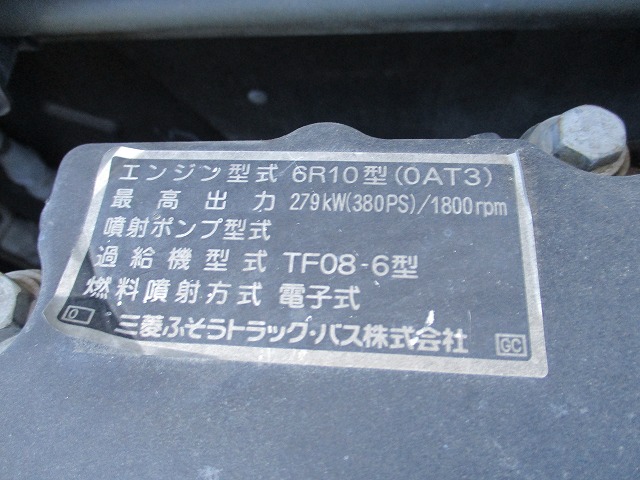 エンジン型式 6R10型(0AT3)
最高出力 279kW(380PS)/1800rpm
噴射ポンプ型式
過給機型式 TF08-6型
燃料噴射方式 電子式
0 三菱ふそうトラック・バス株式会社 GC